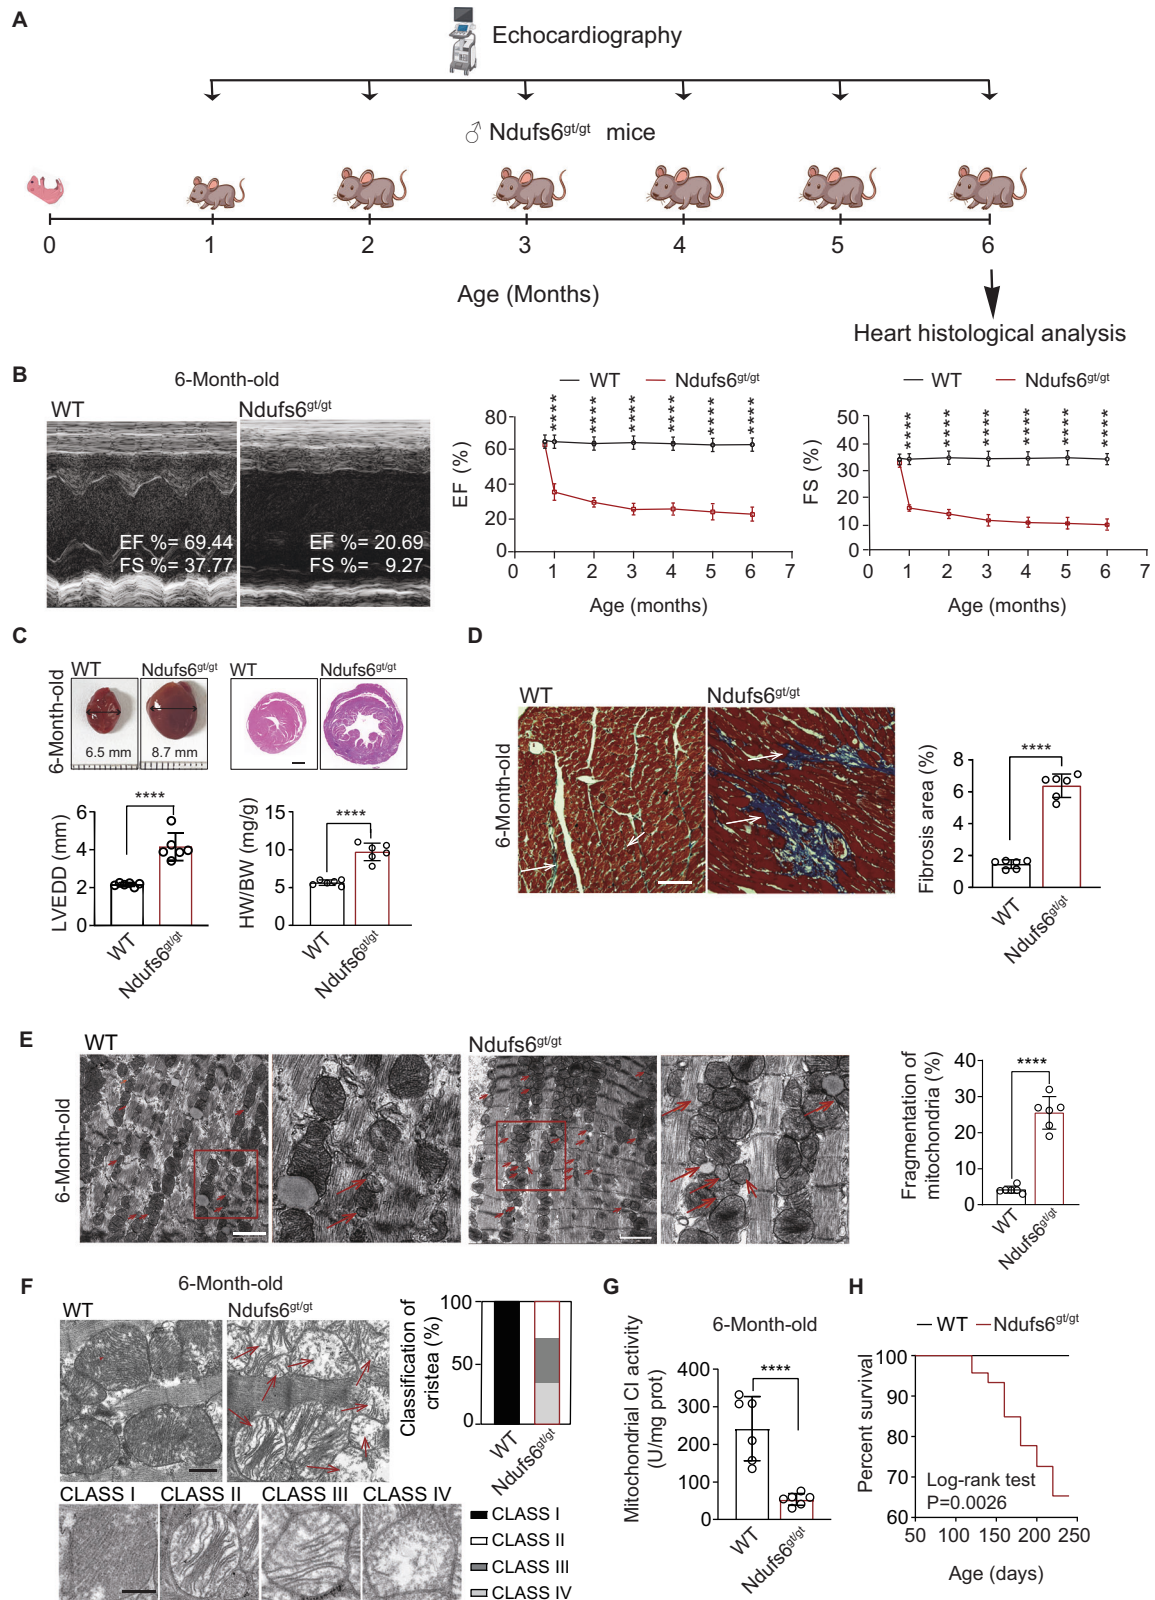 A
Echocardiography
♂ Ndufs6gt/gt mice
0 1 2 3 4 5 6
Age (Months)
Heart histological analysis
B
6-Month-old
WT Ndufs6gt/gt
EF %= 69.44
FS %= 37.77
EF %= 20.69
FS %= 9.27
WT Ndufs6gt/gt
**** **** **** **** **** ****
EF (%)
80
60
40
20
0
0 1 2 3 4 5 6 7
Age (months)
WT Ndufs6gt/gt
**** **** **** **** **** ****
FS (%)
50
40
30
20
10
0
0 1 2 3 4 5 6 7
Age (months)
C
6-Month-old
WT Ndufs6gt/gt
6.5 mm 8.7 mm
WT Ndufs6gt/gt
LVEDD (mm)
6
4
2
0
****
WT Ndufs6gt/gt
HW/BW (mg/g)
15
10
5
0
****
WT Ndufs6gt/gt
D
6-Month-old
WT Ndufs6gt/gt
Fibrosis area (%)
8
6
4
2
0
****
WT Ndufs6gt/gt
E
6-Month-old
WT Ndufs6gt/gt
Fragmentation of
mitochondria (%)
40
30
20
10
0
****
WT Ndufs6gt/gt
F
6-Month-old
WT Ndufs6gt/gt
CLASS I CLASS II CLASS III CLASS IV
Classification of
cristea (%)
100
50
0
WT Ndufs6gt/gt
CLASS I
CLASS II
CLASS III
CLASS IV
G
6-Month-old
Mitochondrial CI activity
(U/mg prot)
400
300
200
100
0
****
WT Ndufs6gt/gt
H
WT Ndufs6gt/gt
Percent survival
100
90
80
70
60
Log-rank test
P=0.0026
50 100 150 200 250
Age (days)